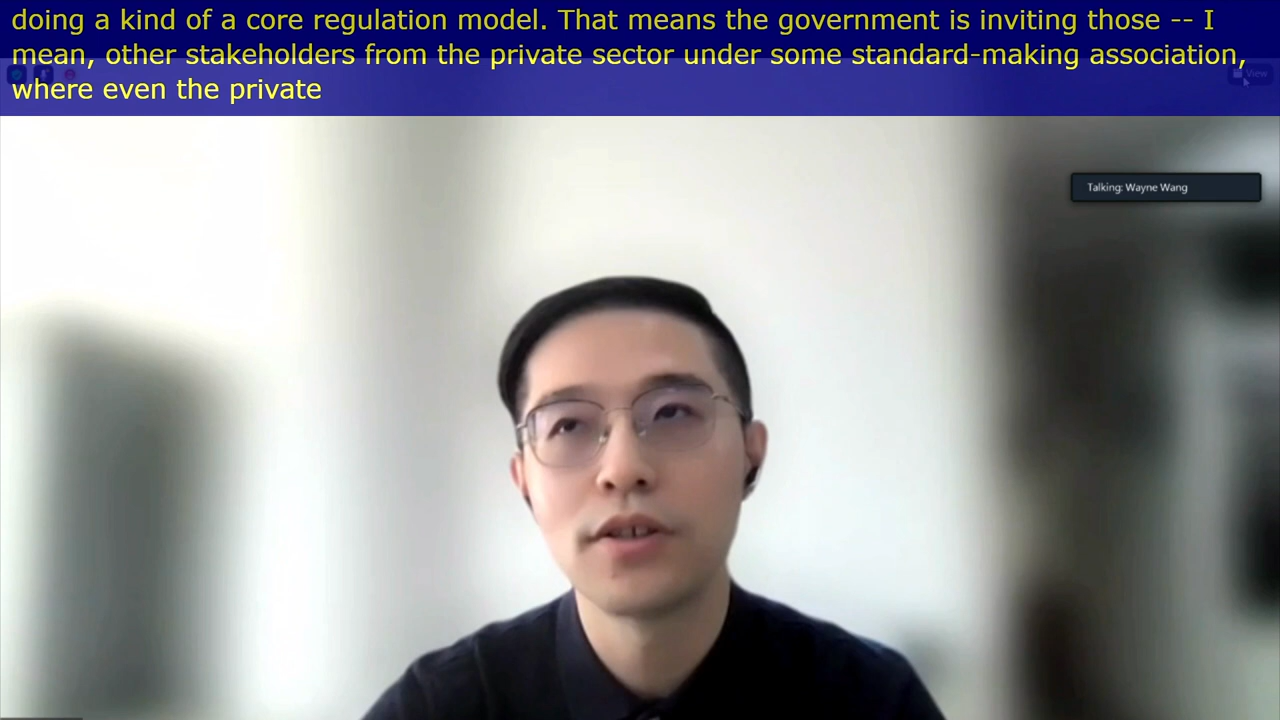 doing a kind of a core regulation model. That means the government is inviting those -- I
mean, other stakeholders from the private sector under some standard-making association,
where even the private
View
Talking: Wayne Wang